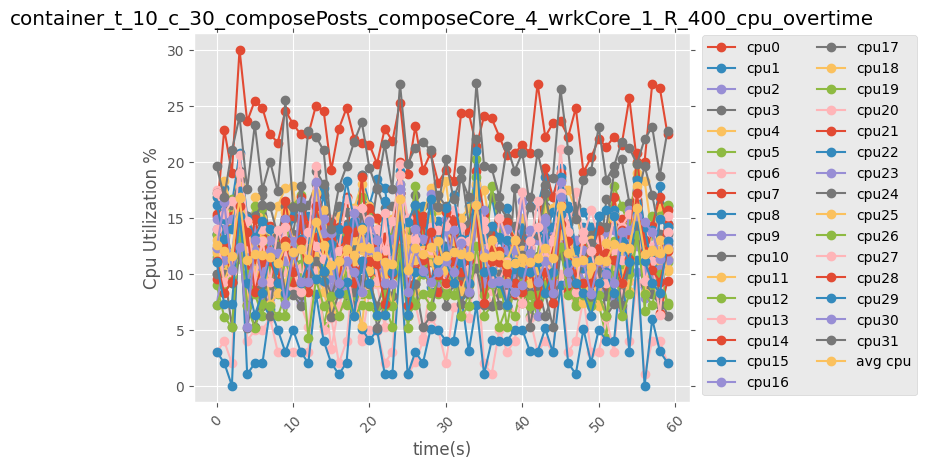 container_t_10_c_30_composePosts_composeCore_4_wrkCore_1_R_400_cpu_overtime
30
25
20
15
10
5
0
Cpu Utilization %
0
10
20
30
40
50
60
time(s)
cpu0
cpu1
cpu2
cpu3
cpu4
cpu5
cpu6
cpu7
cpu8
cpu9
cpu10
cpu11
cpu12
cpu13
cpu14
cpu15
cpu16
cpu17
cpu18
cpu19
cpu20
cpu21
cpu22
cpu23
cpu24
cpu25
cpu26
cpu27
cpu28
cpu29
cpu30
cpu31
avg cpu